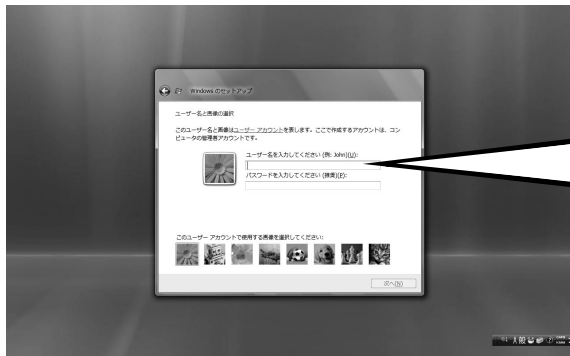 Windows のセットアップ
ユーザー名と画像の選択
このユーザー名と画像はユーザー アカウントを表します。ここで作成するアカウントは、コン
ピュータの管理者アカウントです。
ユーザー名を入力してください (例: John)(U):
パスワードを入力してください (推奨)(P):
このユーザー アカウントで使用する画像を選択してください:
次へ(N)
A 般